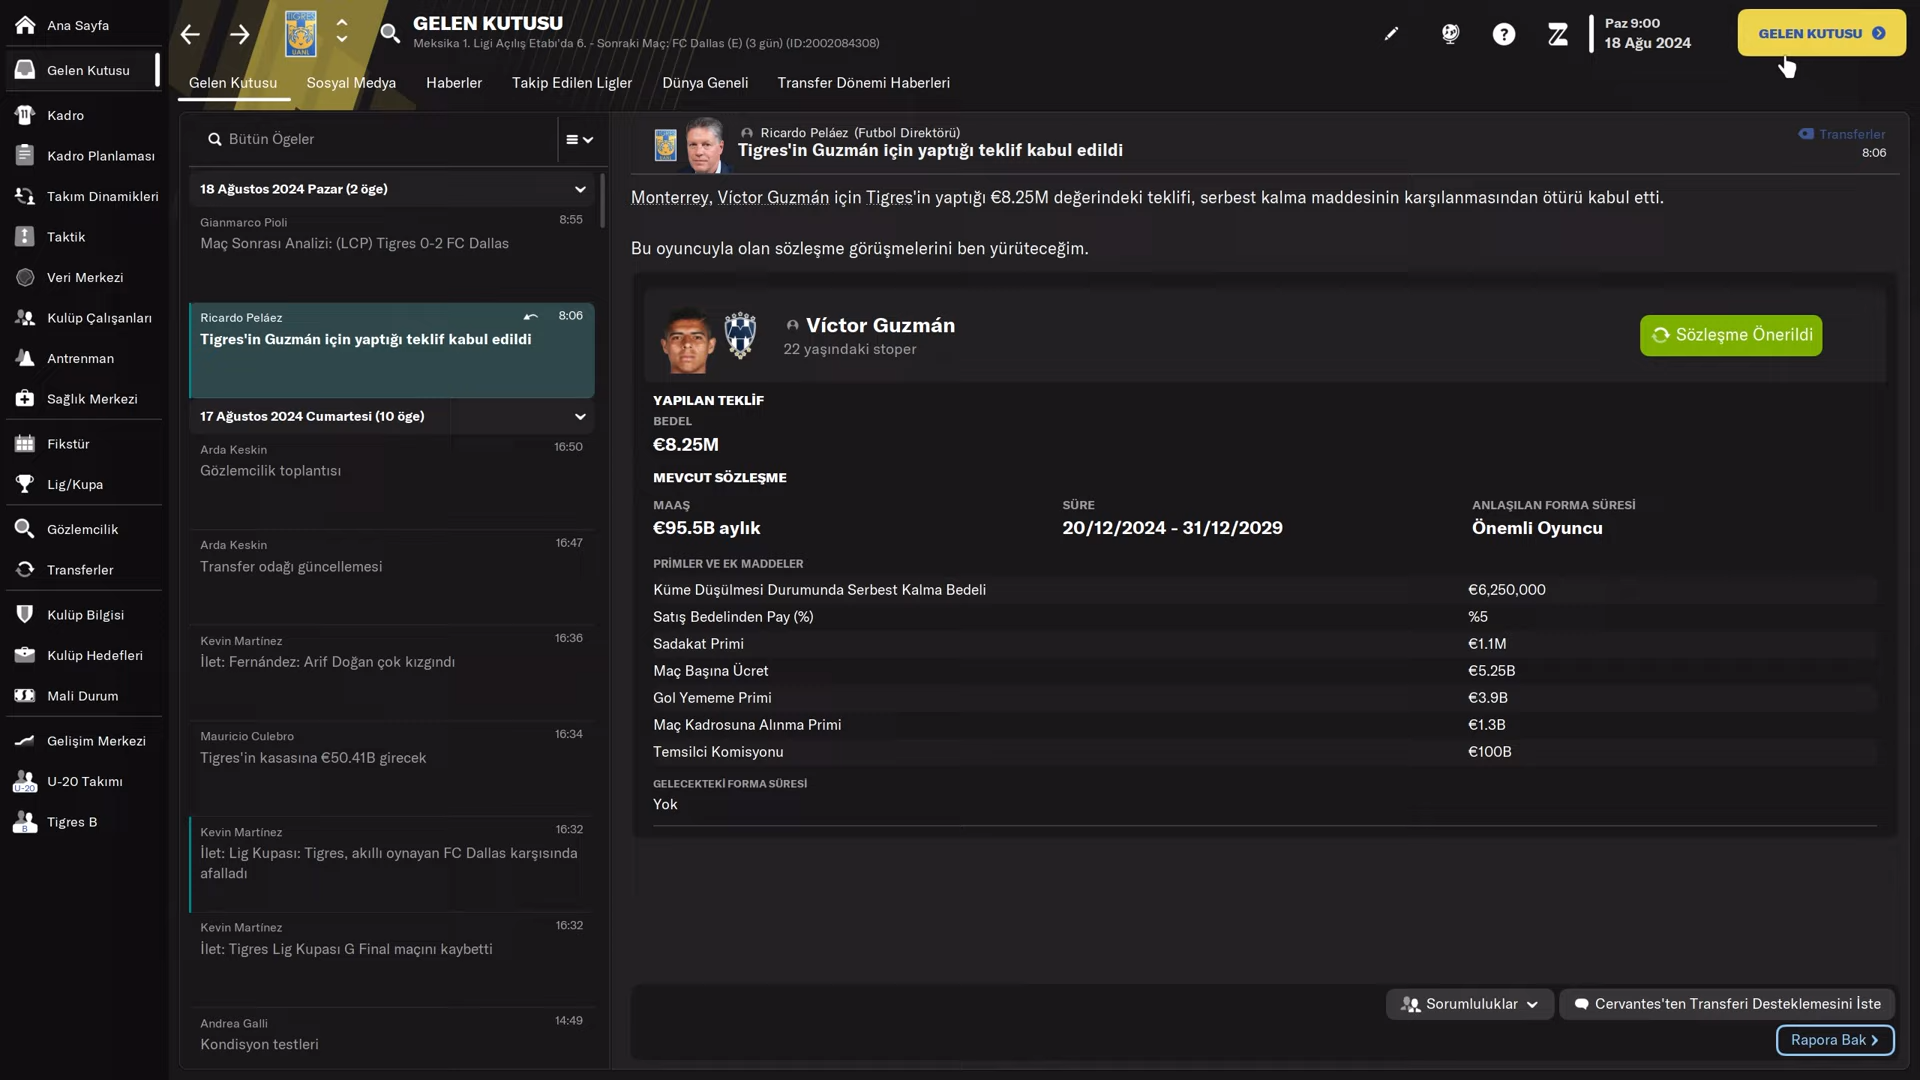 Ana Sayfa
Gelen Kutusu
Kadro
Kadro Planlaması
Takım Dinamikleri
Taktik
Veri Merkezi
Kulüp Çalışanları
Antrenman
Sağlık Merkezi
Fikstür
Lig/Kupa
Gözlemcilik
Transferler
Kulüp Bilgisi
Kulüp Hedefleri
Mali Durum
Gelişim Merkezi
U-20 Takımı
Tigres B
GELEN KUTUSU
Meksika 1. Ligi Açılış Etabı'da 6. - Sonraki Maç: FC Dallas (E) (3 gün) (ID:2002084308)
Paz 9:00
18 Ağu 2024
GELEN KUTUSU
Gelen Kutusu
Sosyal Medya
Haberler
Takip Edilen Ligler
Dünya Geneli
Transfer Dönemi Haberleri
Bütün Ögeler
18 Ağustos 2024 Pazar (2 öge)
Gianmarco Pioli 8:55
Maç Sonrası Analizi: (LCP) Tigres 0-2 FC Dallas
Ricardo Peláez 8:06
Tigres'in Guzmán için yaptığı teklif kabul edildi
17 Ağustos 2024 Cumartesi (10 öge)
Arda Keskin 16:50
Gözlemcilik toplantısı
Arda Keskin 16:47
Transfer odağı güncellemesi
Kevin Martínez 16:36
İlet: Fernández: Arif Doğan çok kızgındı
Mauricio Culebro 16:34
Tigres'in kasasına €50.41B girecek
Kevin Martínez 16:32
İlet: Lig Kupası: Tigres, akıllı oynayan FC Dallas karşısında
afalladı
Kevin Martínez 16:32
İlet: Tigres Lig Kupası G Final maçını kaybetti
Andrea Galli 14:49
Kondisyon testleri
Ricardo Peláez (Futbol Direktörü)
Tigres'in Guzmán için yaptığı teklif kabul edildi
Transferler
8:06
Monterrey, Víctor Guzmán için Tigres'in yaptığı €8.25M değerindeki teklifi, serbest kalma maddesinin karşılanmasından ötürü kabul etti.
Bu oyuncuyla olan sözleşme görüşmelerini ben yürüteceğim.
Víctor Guzmán
22 yaşındaki stoper
Sözleşme Önerildi
YAPILAN TEKLİF
BEDEL
€8.25M
MEVCUT SÖZLEŞME
MAAŞ SÜRE ANLAŞILAN FORMA SÜRESİ
€95.5B aylık 20/12/2024 - 31/12/2029 Önemli Oyuncu
PRİMLER VE EK MADDELER
Küme Düşülmesi Durumunda Serbest Kalma Bedeli €6,250,000
Satış Bedelinden Pay (%) %5
Sadakat Primi €1.1M
Maç Başına Ücret €5.25B
Gol Yememe Primi €3.9B
Maç Kadrosuna Alınma Primi €1.3B
Temsilci Komisyonu €100B
GELECEKTEKİ FORMA SÜRESİ
Yok
Sorumluluklar
Cervantes'ten Transferi Desteklemesini İste
Rapora Bak